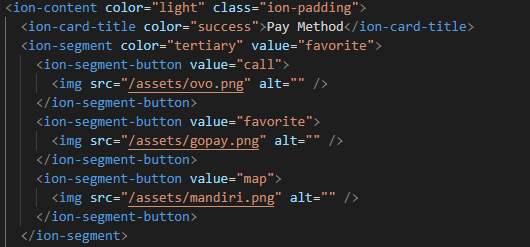 <ion-content color="light" class="ion-padding">
<ion-card-title color="success">Pay Method</ion-card-title>
<ion-segment color="tertiary" value="favorite">
<ion-segment-button value="call">
<img src="/assets/ovo.png" alt="" />
</ion-segment-button>
<ion-segment-button value="favorite">
<img src="/assets/gopay.png" alt="" />
</ion-segment-button>
<ion-segment-button value="map">
<img src="/assets/mandiri.png" alt="" />
</ion-segment-button>
</ion-segment>